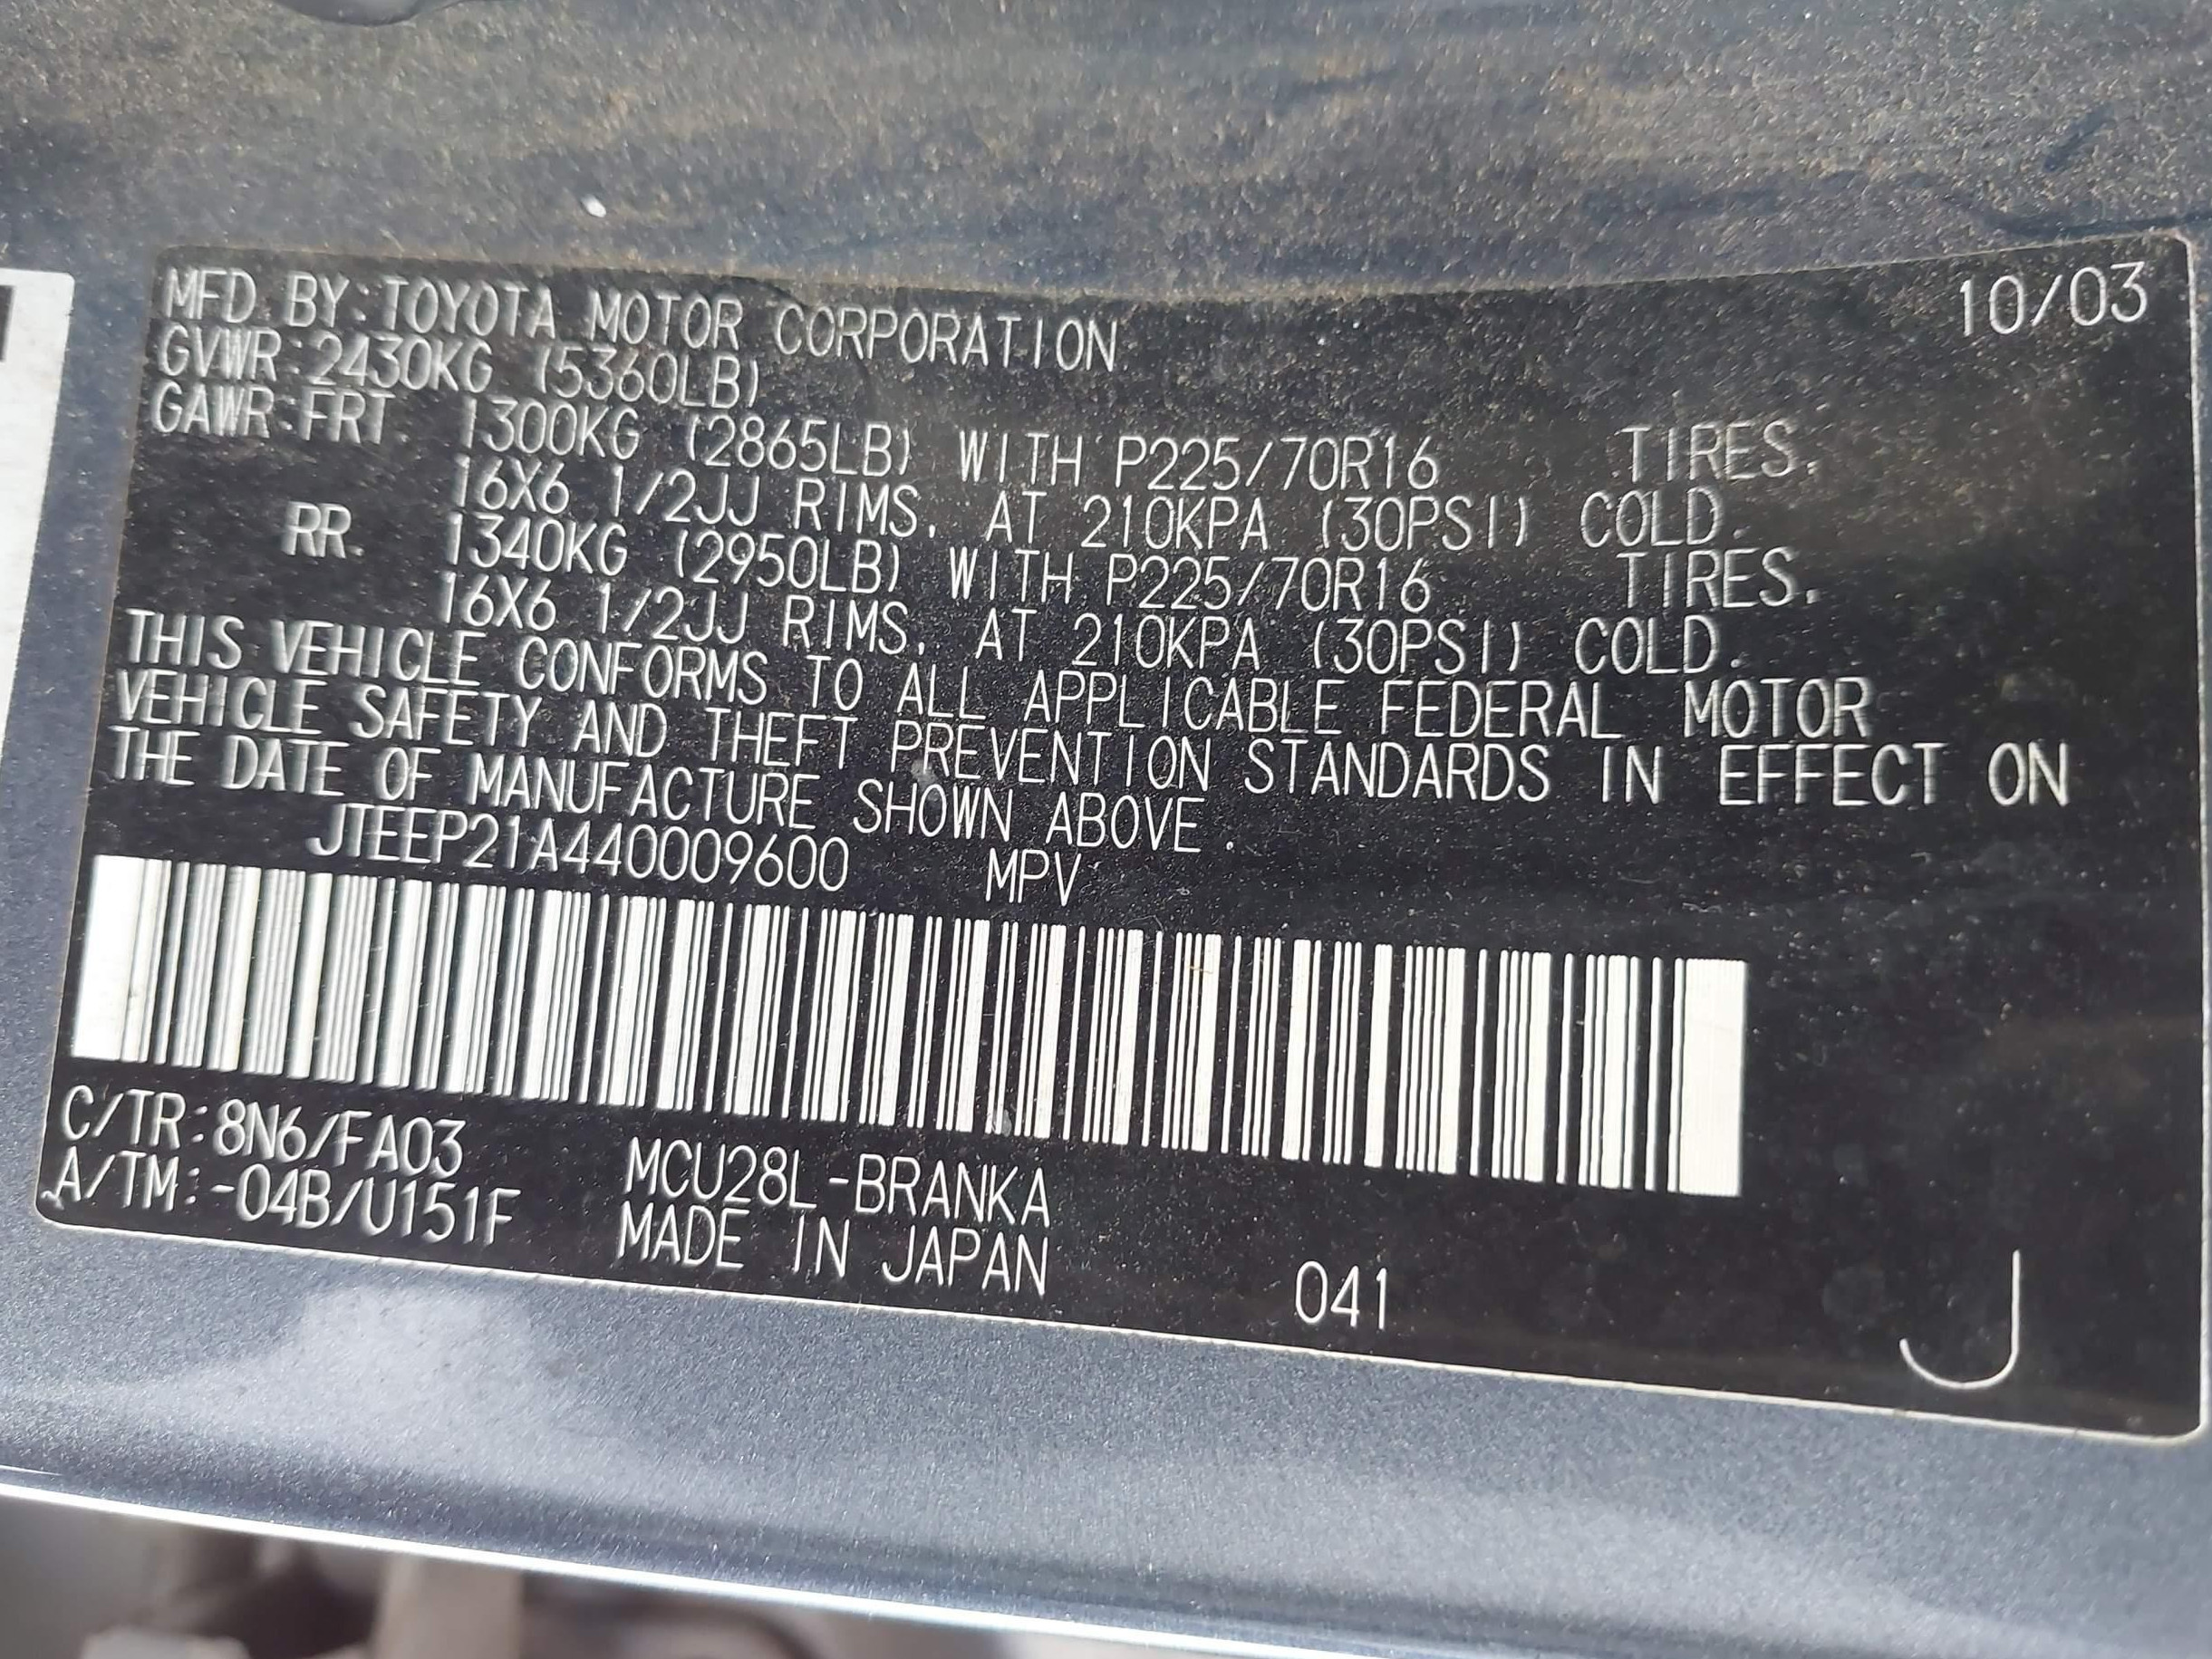 10/03
MFD. BY: TOYOTA MOTOR CORPORATION
GVWR: 2430KG (5360LB)
GAWR: FRT. 1300KG (2865LB) WITH P225/70R16 TIRES.
16X6 1/2JJ RIMS, AT 210KPA (30PSI) COLD.
RR. 1340KG (2950LB) WITH P225/70R16 TIRES.
16X6 1/2JJ RIMS, AT 210KPA (30PSI) COLD.
THIS VEHICLE CONFORMS TO ALL APPLICABLE FEDERAL MOTOR
VEHICLE SAFETY AND THEFT PREVENTION STANDARDS IN EFFECT ON
THE DATE OF MANUFACTURE SHOWN ABOVE.
JTEEP21A440009600 MPV
C/TR: 8N6/FA03 MCU28L-BRANKA
A/TM: -04B/U151F MADE IN JAPAN
041
J